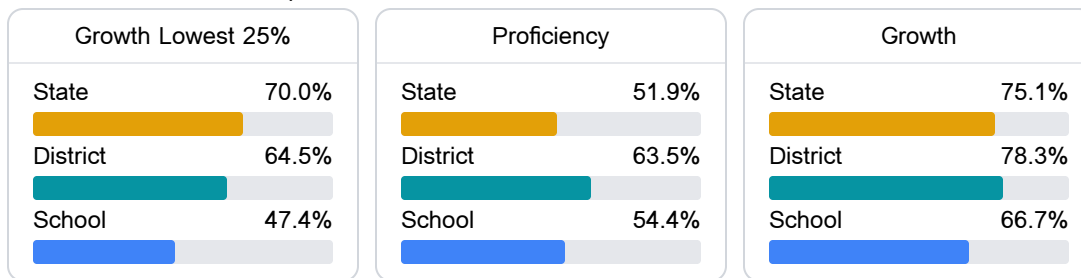 Growth Lowest 25%
State 70.0%
District 64.5%
School 47.4%
Proficiency
State 51.9%
District 63.5%
School 54.4%
Growth
State 75.1%
District 78.3%
School 66.7%